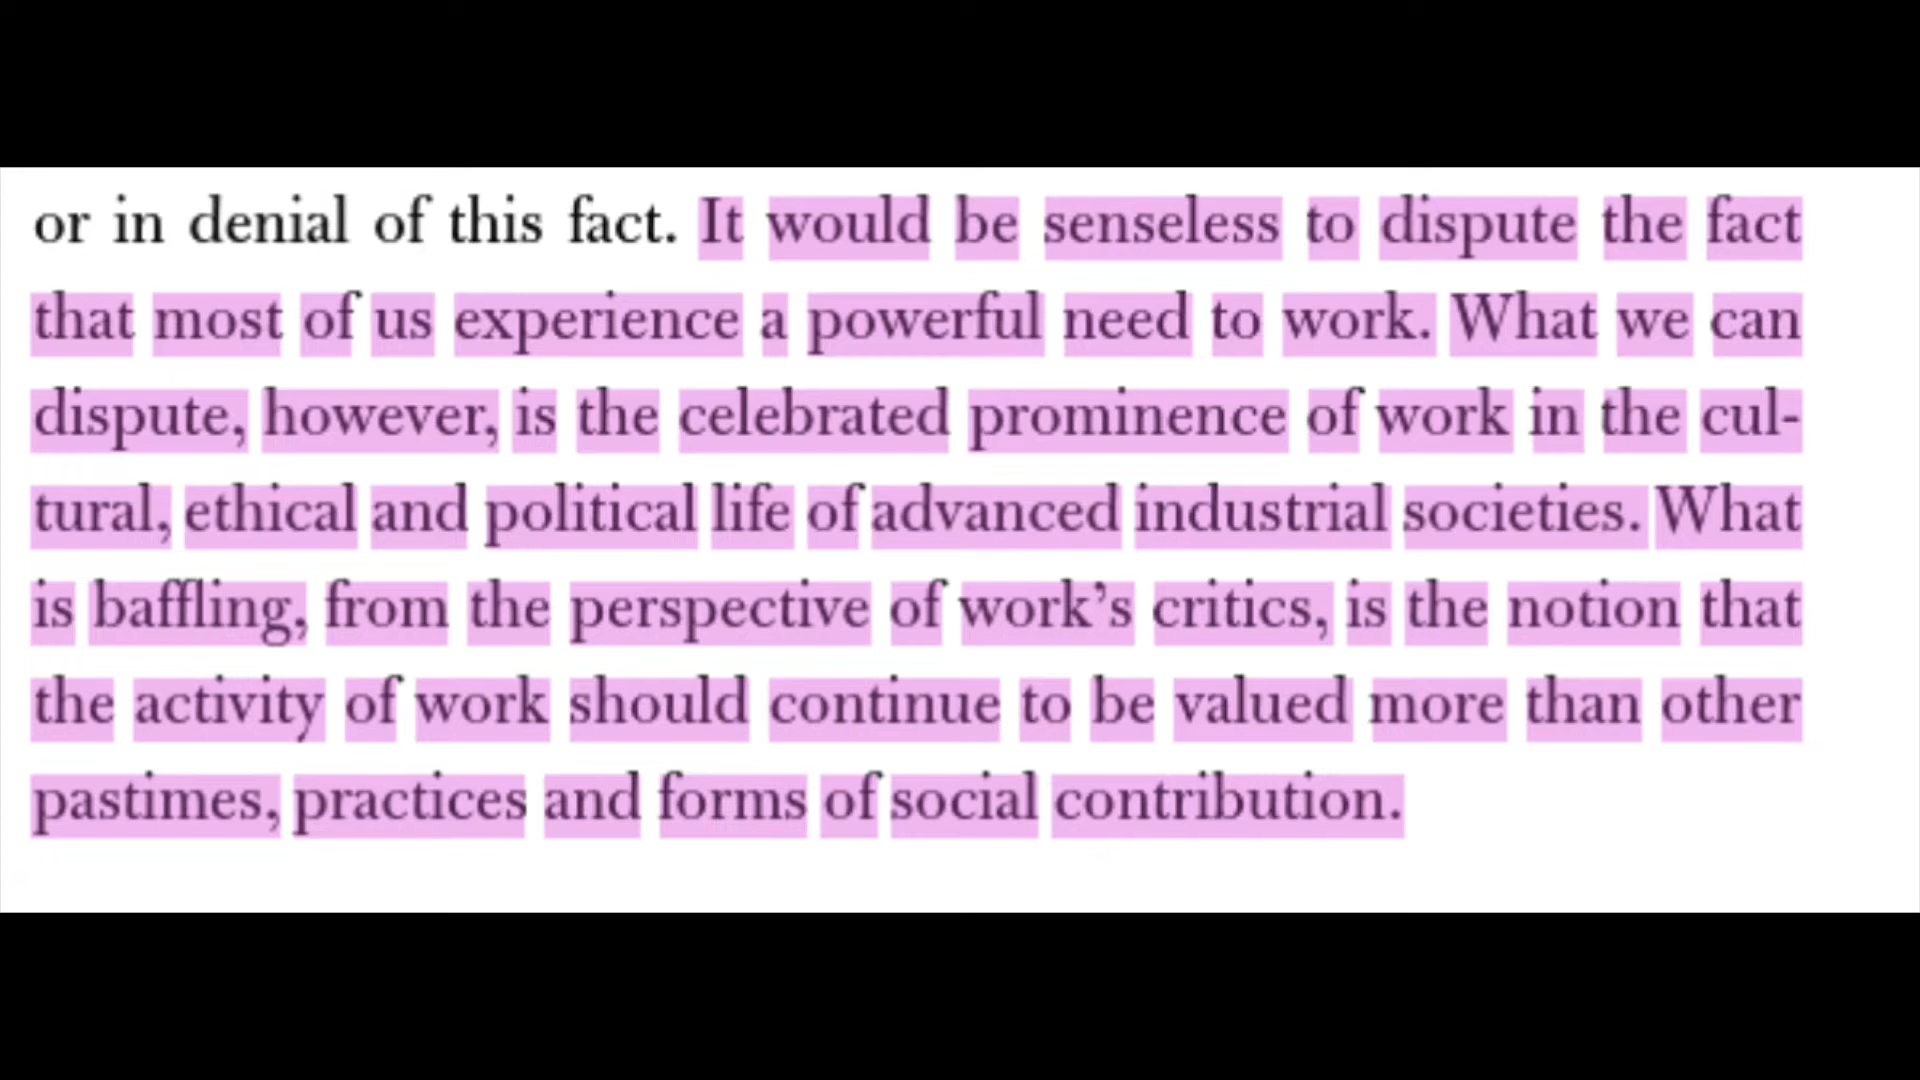 or in denial of this fact. It would be senseless to dispute the fact
that most of us experience a powerful need to work. What we can
dispute, however, is the celebrated prominence of work in the cul-
tural, ethical and political life of advanced industrial societies. What
is baffling, from the perspective of work’s critics, is the notion that
the activity of work should continue to be valued more than other
pastimes, practices and forms of social contribution.